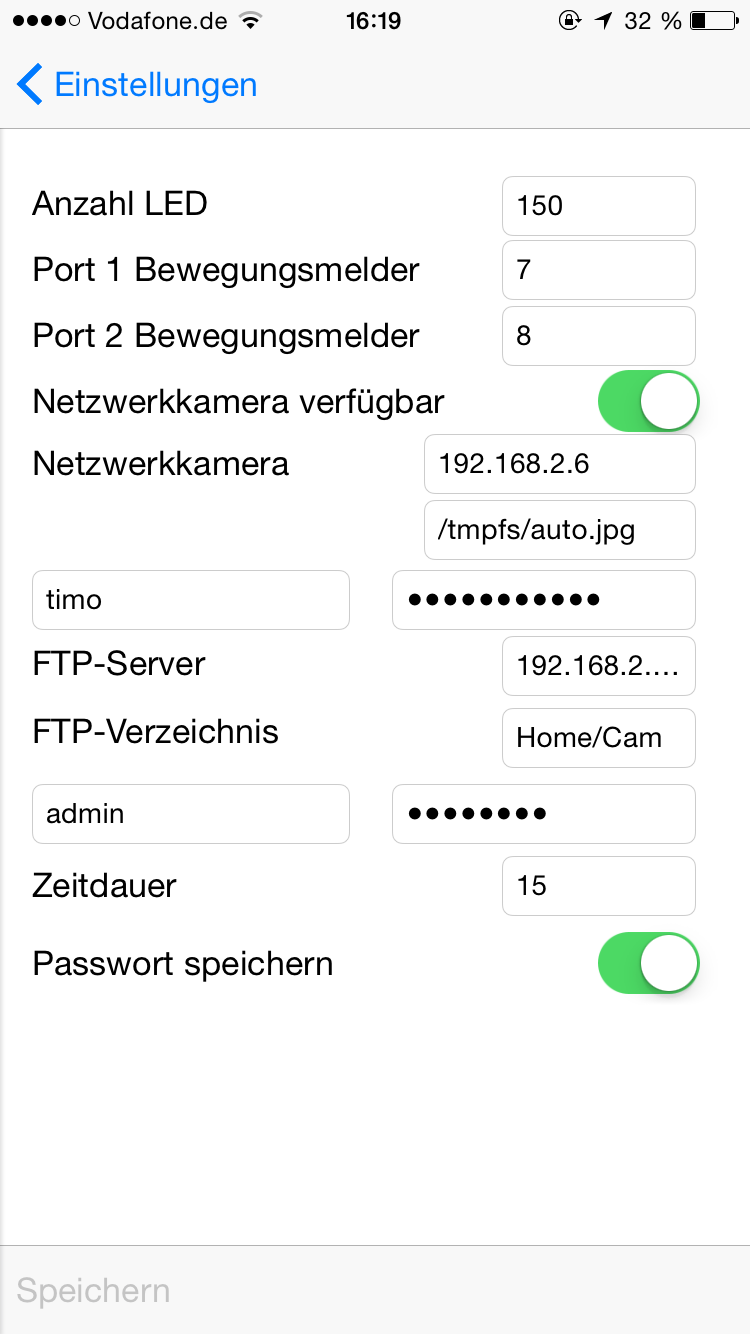 Vodafone.de 16:19 32 %
Einstellungen
Anzahl LED 150
Port 1 Bewegungsmelder 7
Port 2 Bewegungsmelder 8
Netzwerkkamera verfügbar
Netzwerkkamera 192.168.2.6
/tmpfs/auto.jpg
timo •••••••••••
FTP-Server 192.168.2....
FTP-Verzeichnis Home/Cam
admin ••••••••
Zeitdauer 15
Passwort speichern
Speichern